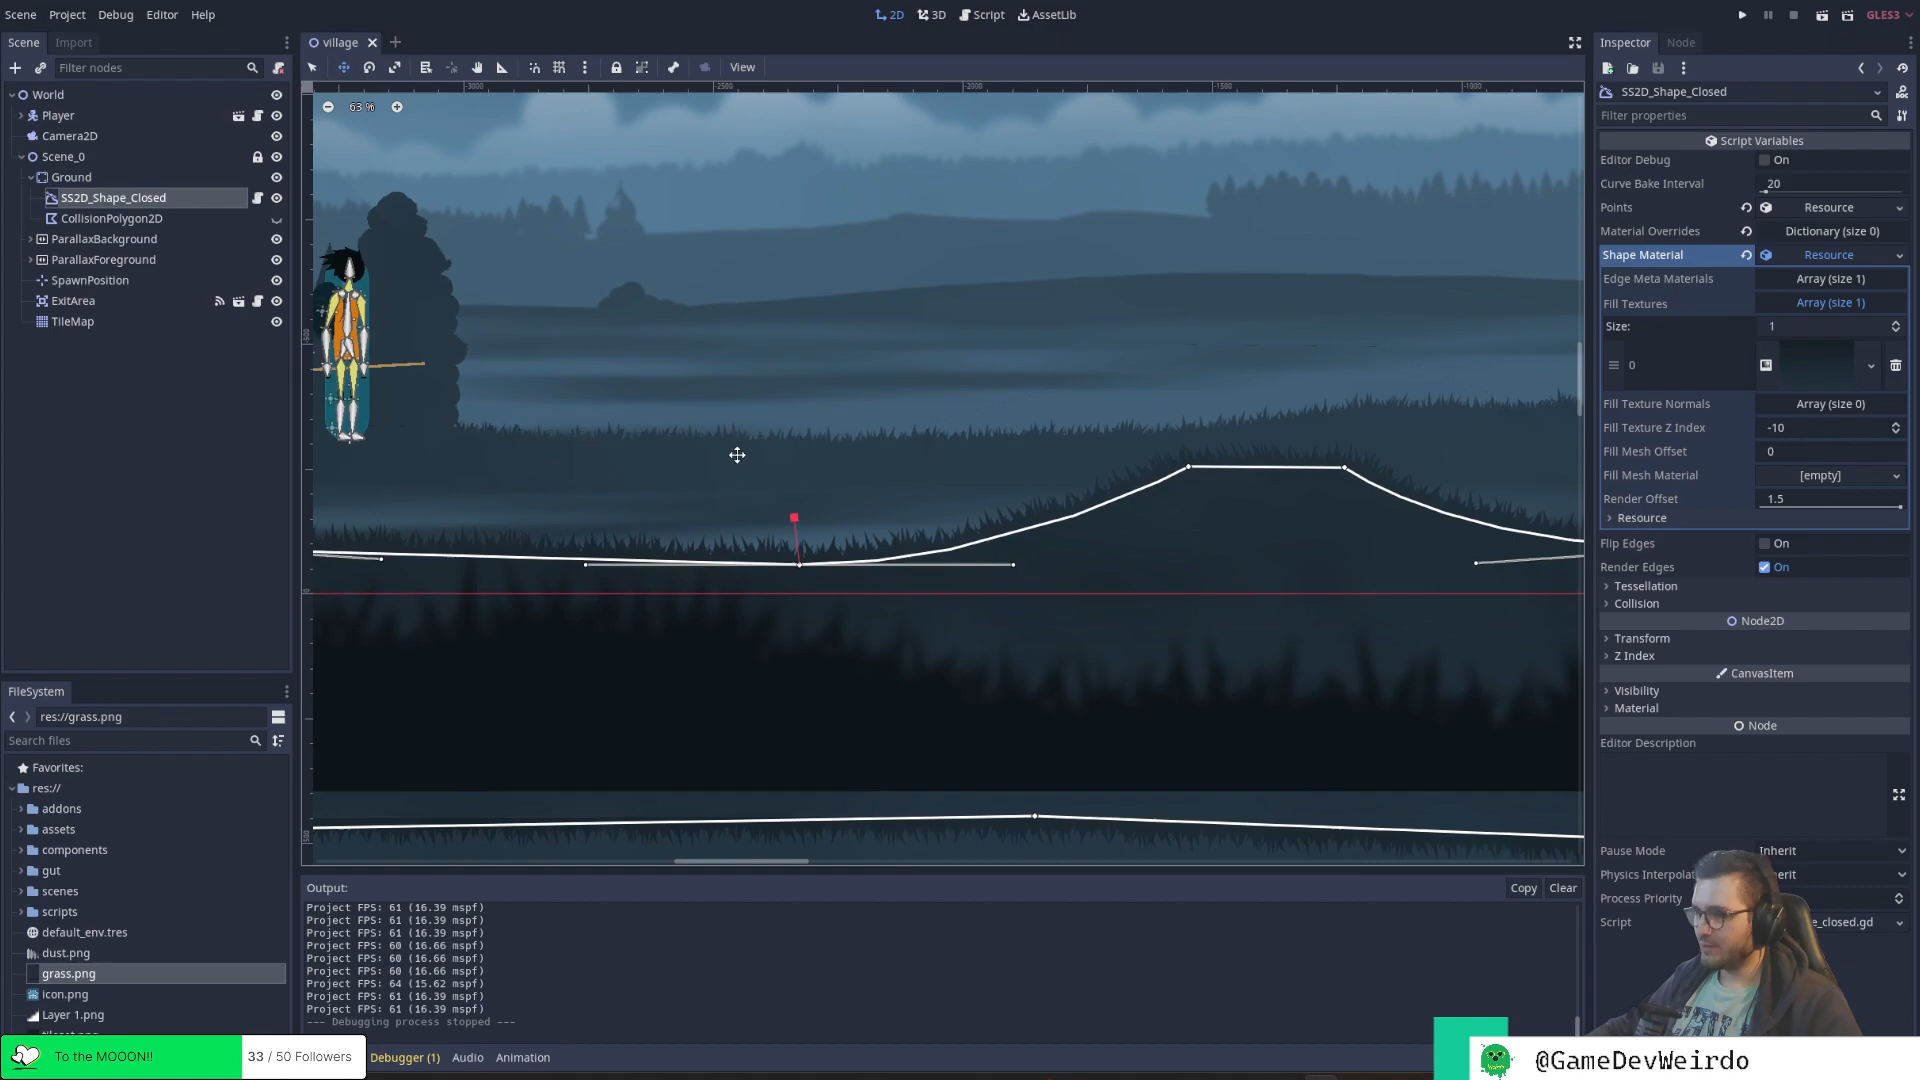 Scene Project Debug Editor Help
2D 3D Script AssetLib
GLES3
Scene Import
village
Inspector Node
Filter nodes
View
SS2D_Shape_Closed
World
63 %
-3000 -2500 -2000 -1500 -1000
Filter properties
Player
Script Variables
Camera2D
Editor Debug On
Scene_0
Curve Bake Interval 20
Ground
Points Resource
SS2D_Shape_Closed
Material Overrides Dictionary (size 0)
CollisionPolygon2D
Shape Material Resource
ParallaxBackground
Edge Meta Materials Array (size 1)
ParallaxForeground
Fill Textures Array (size 1)
SpawnPosition
Size: 1
ExitArea
0
TileMap
Fill Texture Normals Array (size 0)
Fill Texture Z Index -10
Fill Mesh Offset 0
Fill Mesh Material [empty]
Render Offset 1.5
Resource
Flip Edges On
Render Edges On
Tessellation
Collision
Node2D
Transform
Z Index
CanvasItem
Visibility
Material
Node
Editor Description
FileSystem
res://grass.png
Search files
Favorites:
res://
addons
assets
components
gut
scenes
scripts
default_env.tres
dust.png
grass.png
icon.png
Layer 1.png
Pause Mode Inherit
Physics Interpolat
Process Priority
Script e_closed.gd
Output: Copy Clear
Project FPS: 61 (16.39 mspf)
Project FPS: 61 (16.39 mspf)
Project FPS: 61 (16.39 mspf)
Project FPS: 60 (16.66 mspf)
Project FPS: 60 (16.66 mspf)
Project FPS: 60 (16.66 mspf)
Project FPS: 64 (15.62 mspf)
Project FPS: 61 (16.39 mspf)
Project FPS: 61 (16.39 mspf)
--- Debugging process stopped ---
To the MOOON!! 33 / 50 Followers
Debugger (1) Audio Animation
@GameDevWeirdo